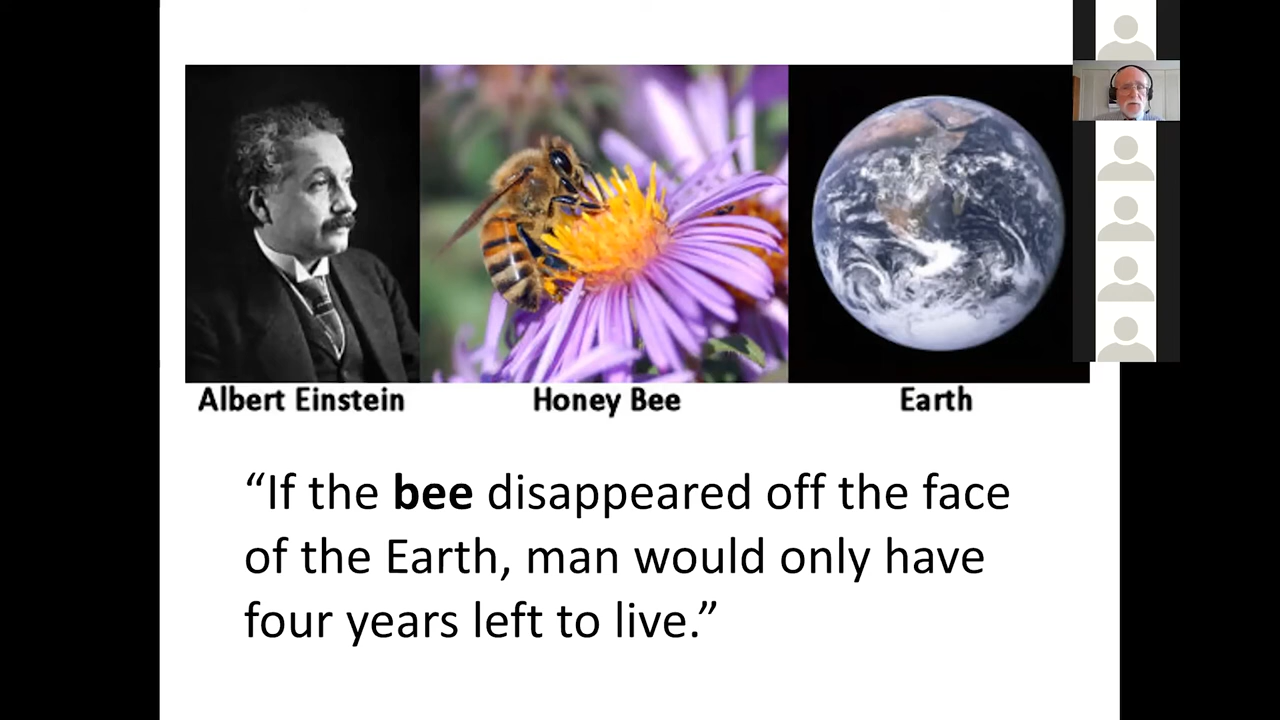 Albert Einstein
Honey Bee
Earth
“If the bee disappeared off the face
of the Earth, man would only have
four years left to live.”